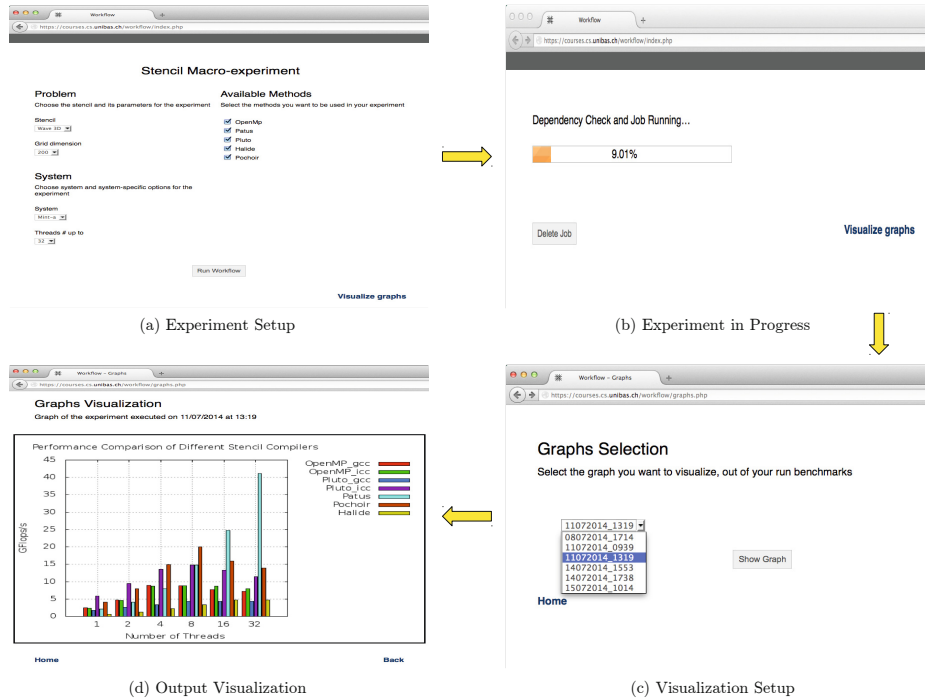 Workflow
https://courses.cs.unibas.ch/workflow/index.php
Stencil Macro-experiment
Problem
Choose the stencil and its parameters for the experiment
Stencil
Wave 3D
Grid dimension
200
System
Choose system and system-specific options for the
experiment
System
Mint-a
Threads # up to
32
Available Methods
Select the methods you want to be used in your experiment
OpenMp
Patus
Pluto
Halide
Pochoir
Run Workflow
Visualize graphs
(a) Experiment Setup
Workflow
https://courses.cs.unibas.ch/workflow/index.php
Dependency Check and Job Running...
9.01%
Delete Job
Visualize graphs
(b) Experiment in Progress
Workflow - Graphs
https://courses.cs.unibas.ch/workflow/graphs.php
Graphs Visualization
Graph of the experiment executed on 11/07/2014 at 13:19
Performance Comparison of Different Stencil Compilers
GFlops/s
45
40
35
30
25
20
15
10
5
0
1 2 4 8 16 32
Number of Threads
OpenMP_gcc
OpenMP_icc
Pluto_gcc
Pluto_icc
Patus
Pochoir
Halide
Home
Back
(d) Output Visualization
Workflow - Graphs
https://courses.cs.unibas.ch/workflow/graphs.php
Graphs Selection
Select the graph you want to visualize, out of your run benchmarks
11072014_1319
08072014_1714
11072014_0939
11072014_1319
14072014_1553
14072014_1738
15072014_1014
Show Graph
Home
(c) Visualization Setup